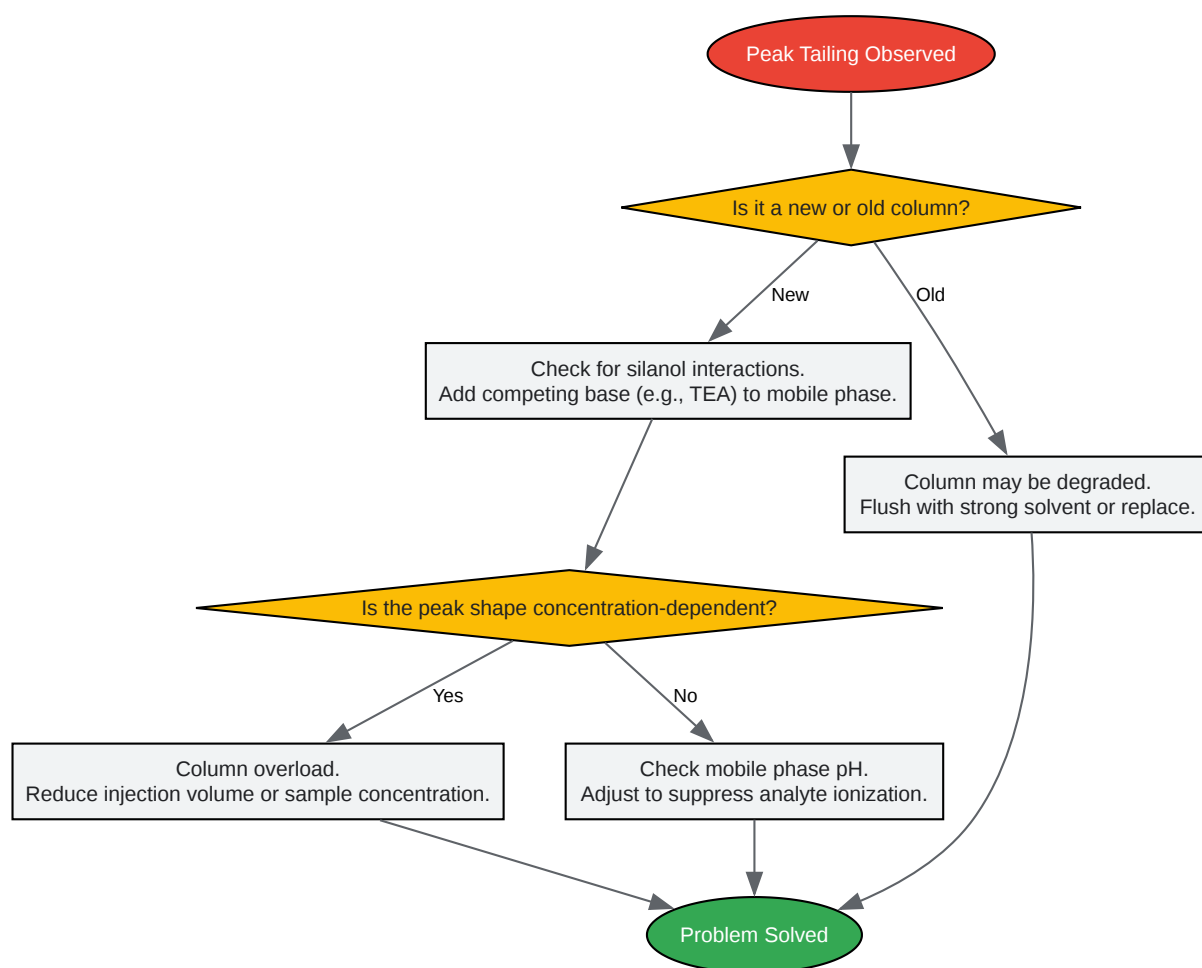 Peak Tailing Observed
Is it a new or old column?
New
Old
Check for silanol interactions.
Add competing base (e.g., TEA) to mobile phase.
Column may be degraded.
Flush with strong solvent or replace.
Is the peak shape concentration-dependent?
Yes
No
Column overload.
Reduce injection volume or sample concentration.
Check mobile phase pH.
Adjust to suppress analyte ionization.
Problem Solved